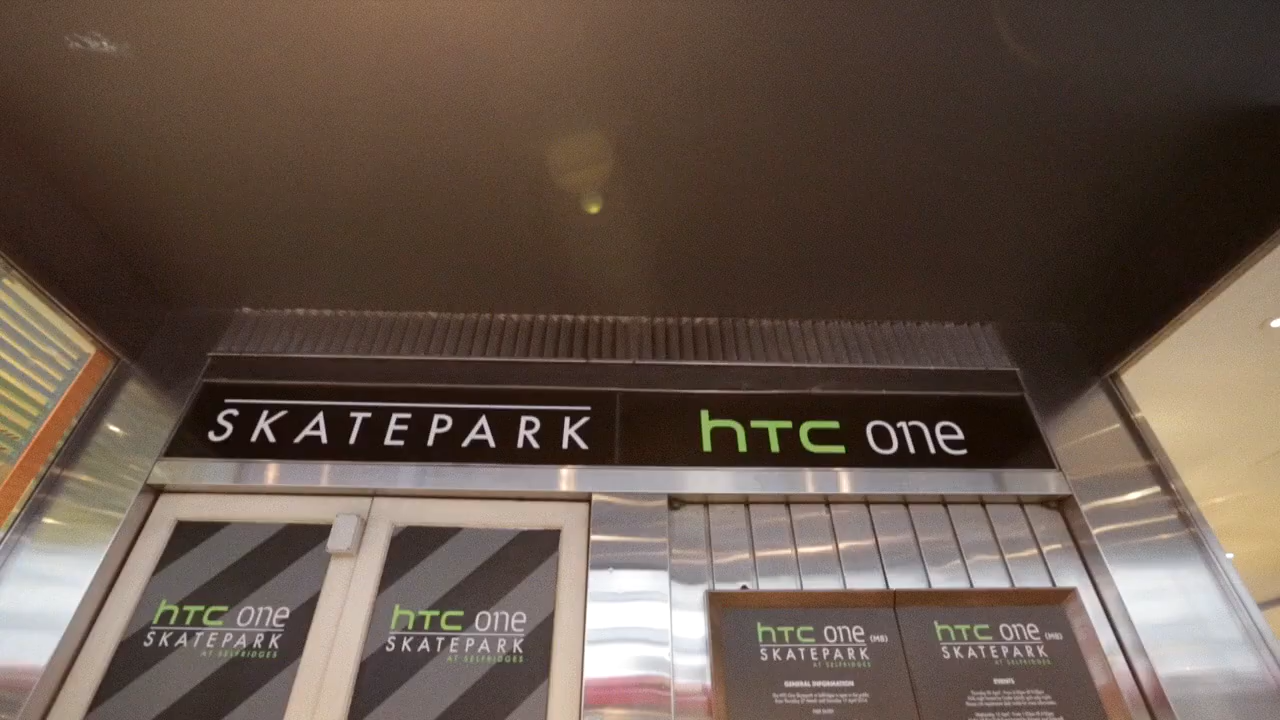 SKATEPARK
hTC one
hTC one
SKATEPARK
AT SELFRIDGES
hTC one
SKATEPARK
AT SELFRIDGES
hTC one (M8)
SKATEPARK
AT SELFRIDGES
GENERAL INFORMATION
hTC one (M8)
SKATEPARK
AT SELFRIDGES
EVENTS